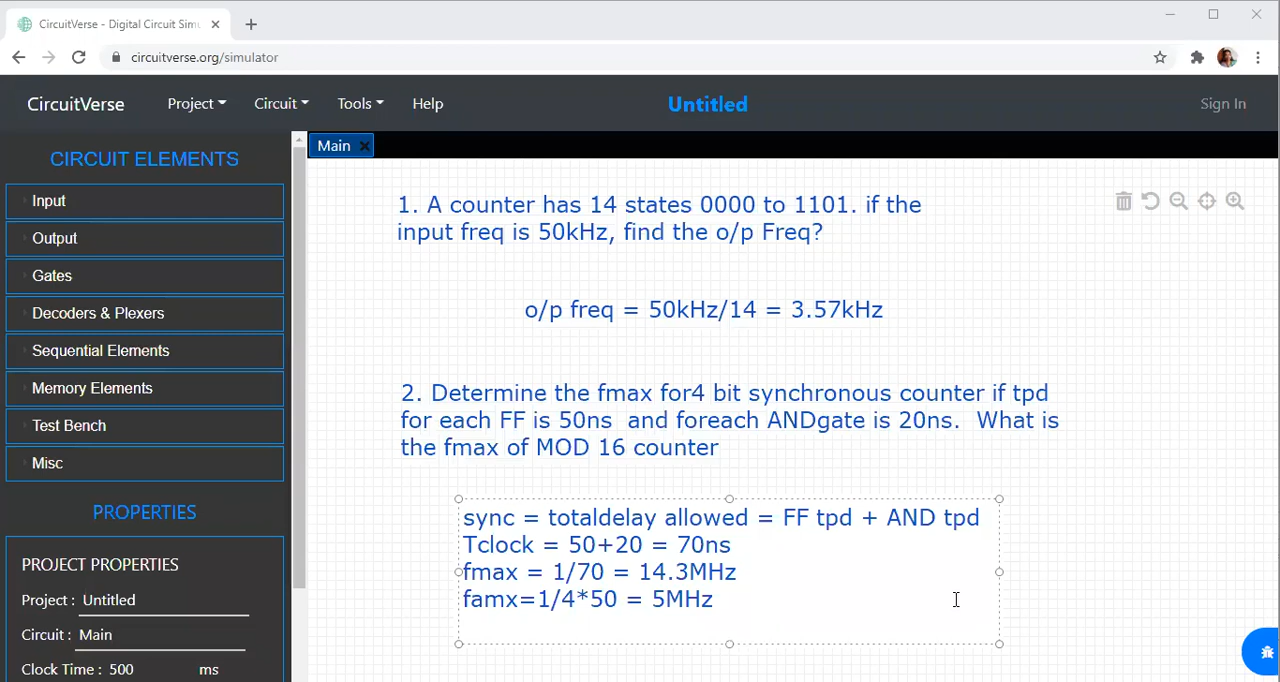 CircuitVerse - Digital Circuit Simu
circuitverse.org/simulator
CircuitVerse
Project
Circuit
Tools
Help
Untitled
Sign In
CIRCUIT ELEMENTS
Main
Input
Output
Gates
Decoders & Plexers
Sequential Elements
Memory Elements
Test Bench
Misc
PROPERTIES
PROJECT PROPERTIES
Project : Untitled
Circuit : Main
Clock Time : 500 ms
1. A counter has 14 states 0000 to 1101. if the
input freq is 50kHz, find the o/p Freq?
o/p freq = 50kHz/14 = 3.57kHz
2. Determine the fmax for4 bit synchronous counter if tpd
for each FF is 50ns and foreach ANDgate is 20ns. What is
the fmax of MOD 16 counter
sync = totaldelay allowed = FF tpd + AND tpd
Tclock = 50+20 = 70ns
fmax = 1/70 = 14.3MHz
famx=1/4*50 = 5MHz